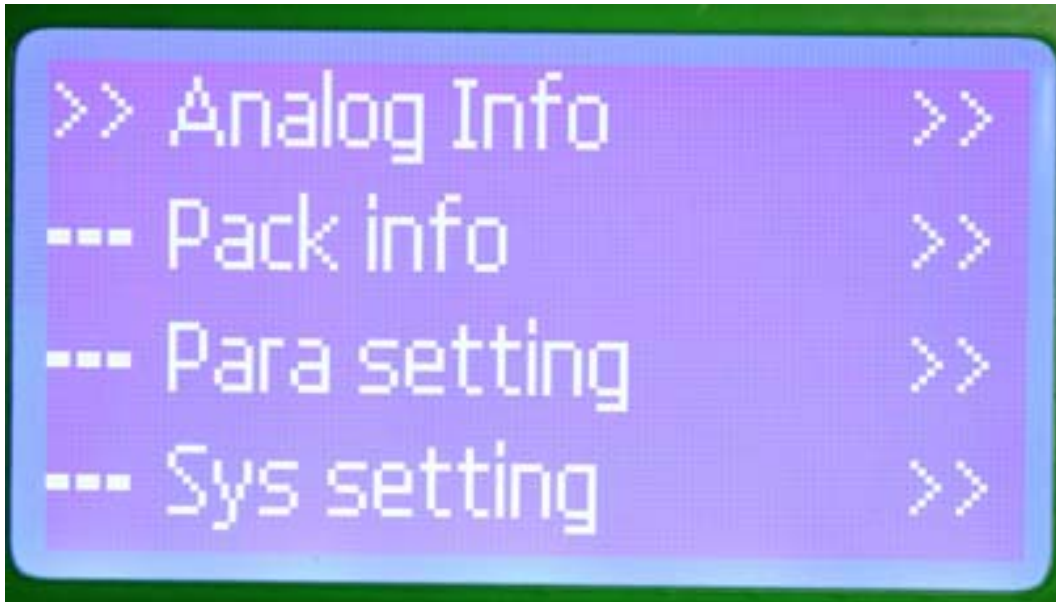 >> Analog Info >>
--- Pack info >>
--- Para setting >>
--- Sys setting >>